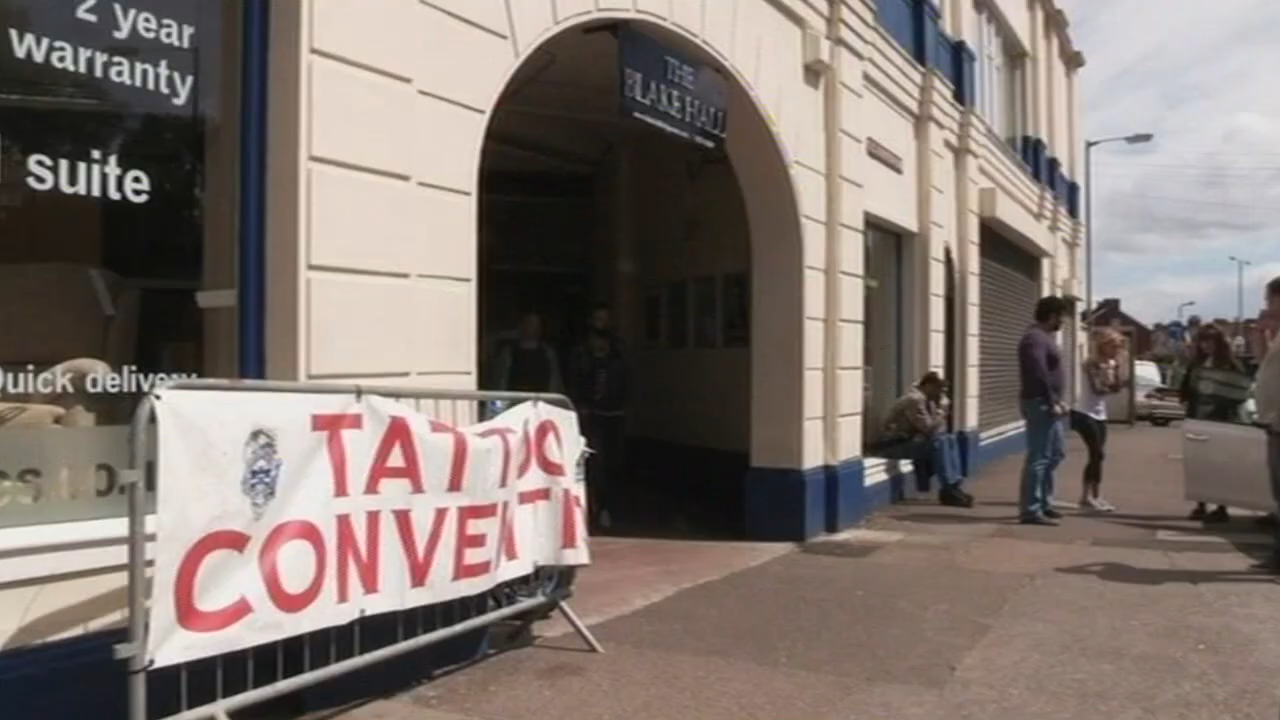 2 year
warranty
suite
Quick delivery
THE
BLAKE HALL
TATTOO
CONVENT